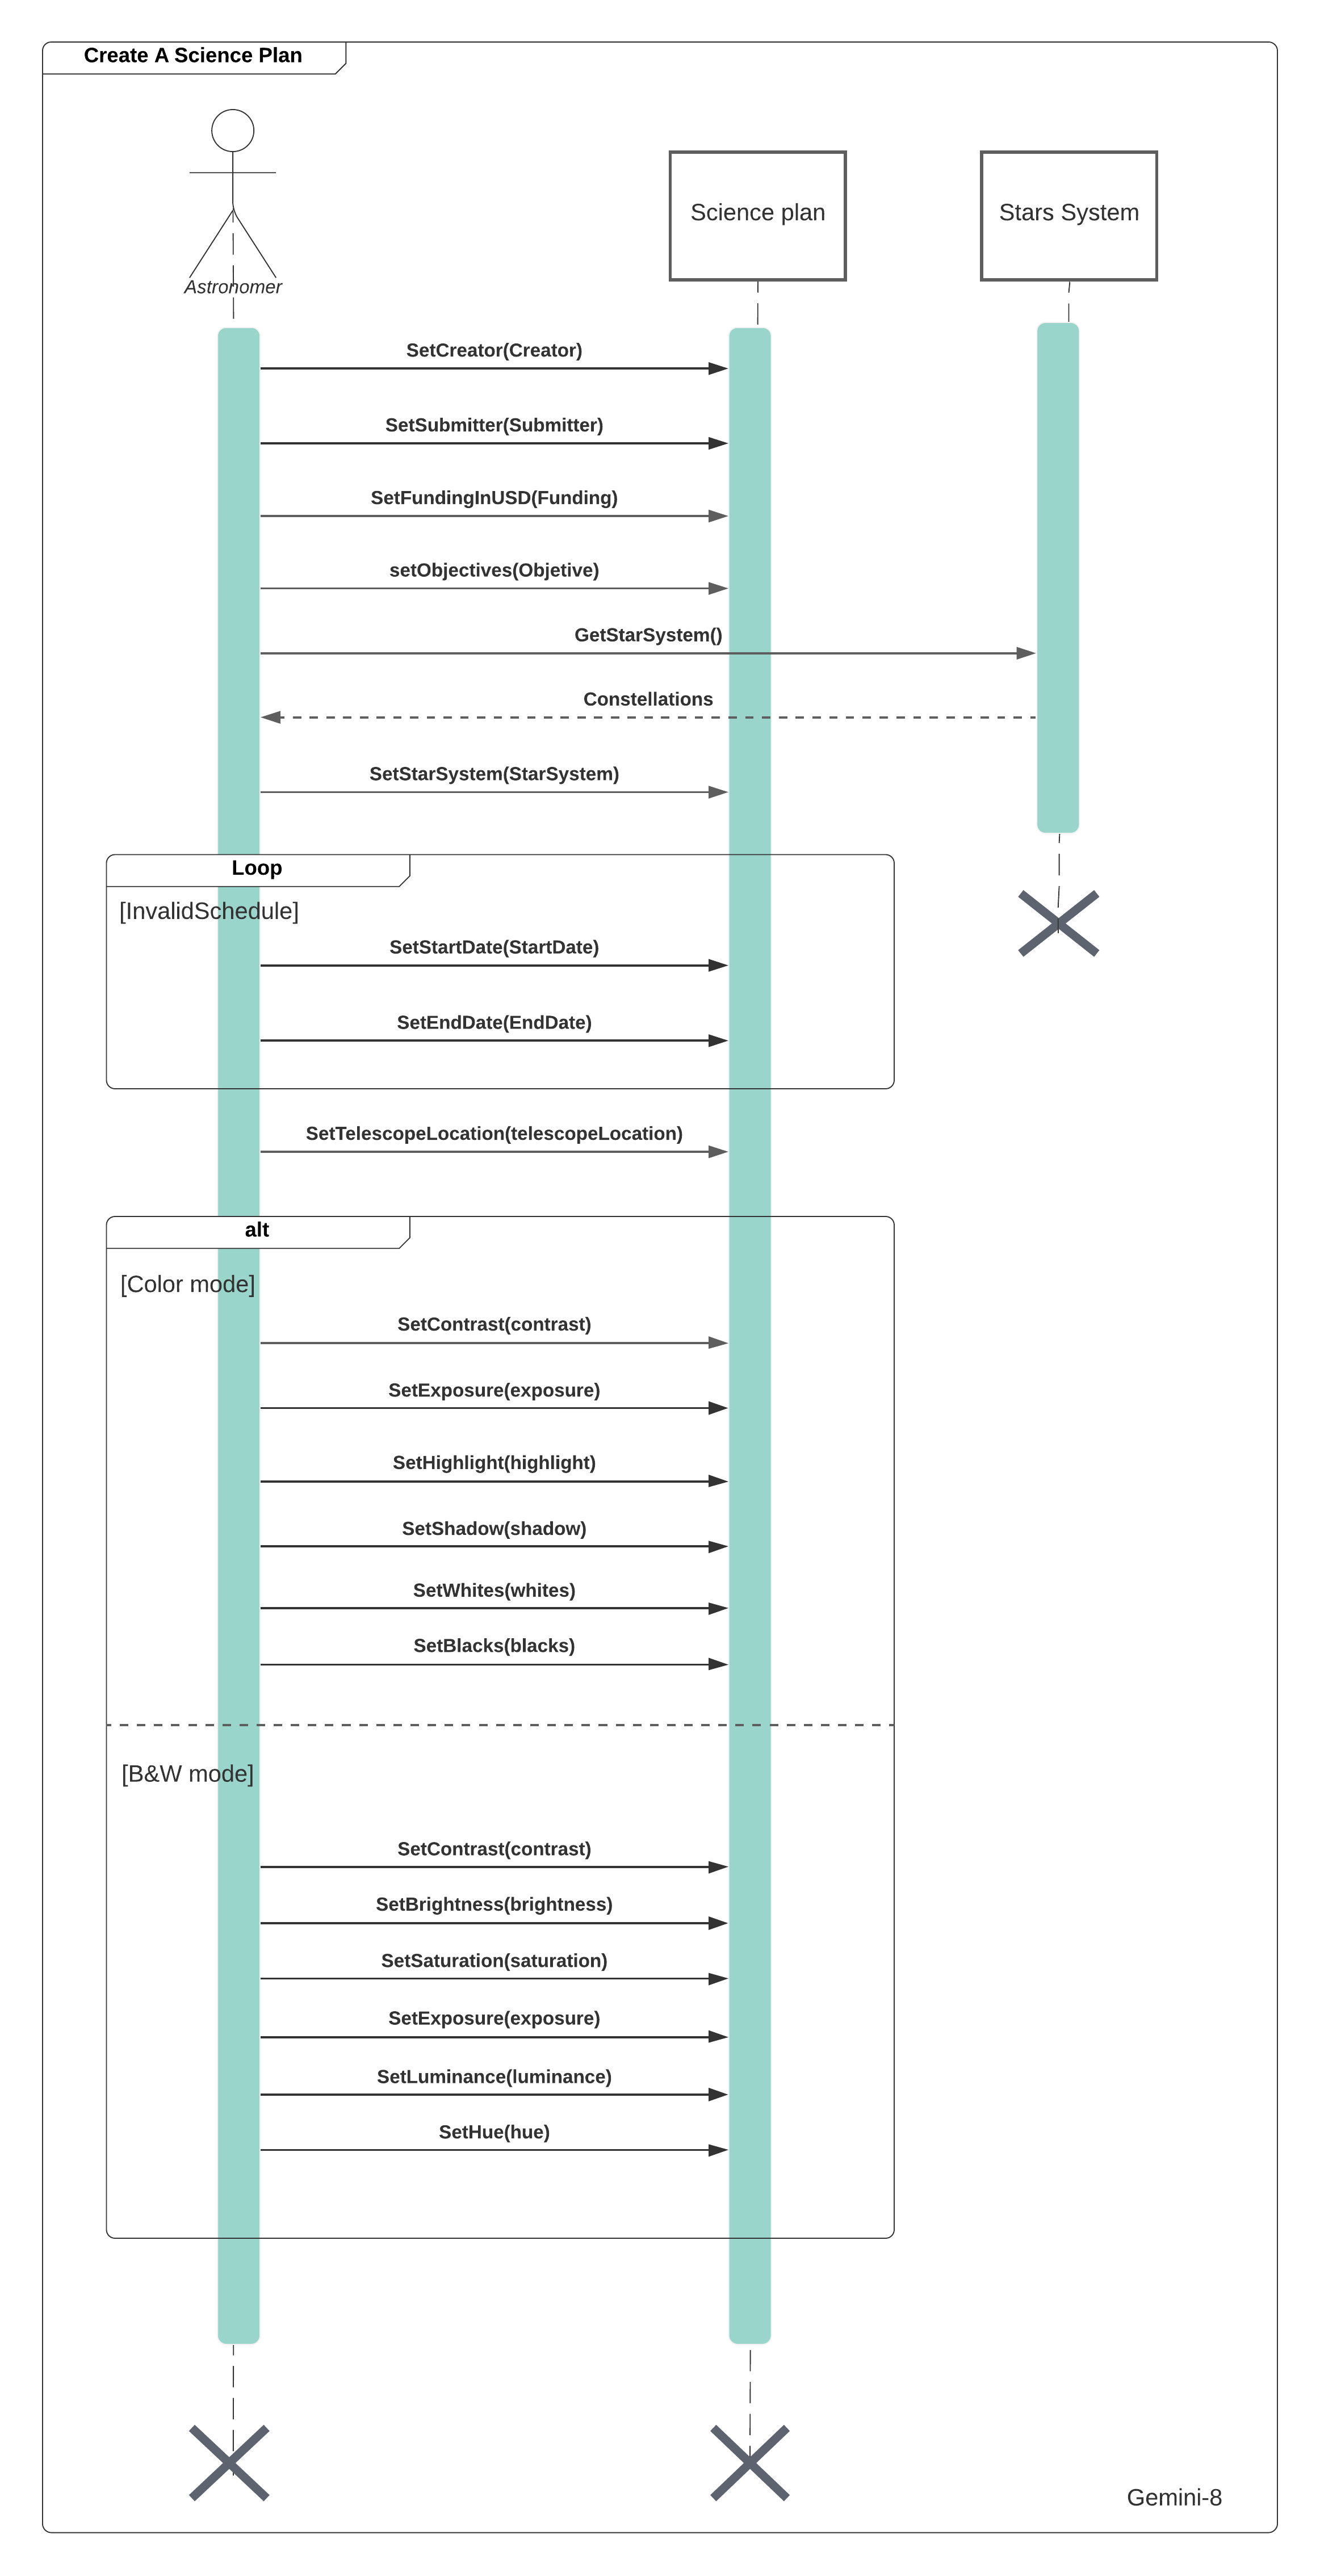 Create A Science Plan
Science plan
Stars System
Astronomer
SetCreator(Creator)
SetSubmitter(Submitter)
SetFundingInUSD(Funding)
setObjectives(Objetive)
GetStarSystem()
Constellations
SetStarSystem(StarSystem)
Loop
[InvalidSchedule]
SetStartDate(StartDate)
SetEndDate(EndDate)
SetTelescopeLocation(telescopeLocation)
alt
[Color mode]
SetContrast(contrast)
SetExposure(exposure)
SetHighlight(highlight)
SetShadow(shadow)
SetWhites(whites)
SetBlacks(blacks)
[B&W mode]
SetContrast(contrast)
SetBrightness(brightness)
SetSaturation(saturation)
SetExposure(exposure)
SetLuminance(luminance)
SetHue(hue)
Gemini-8